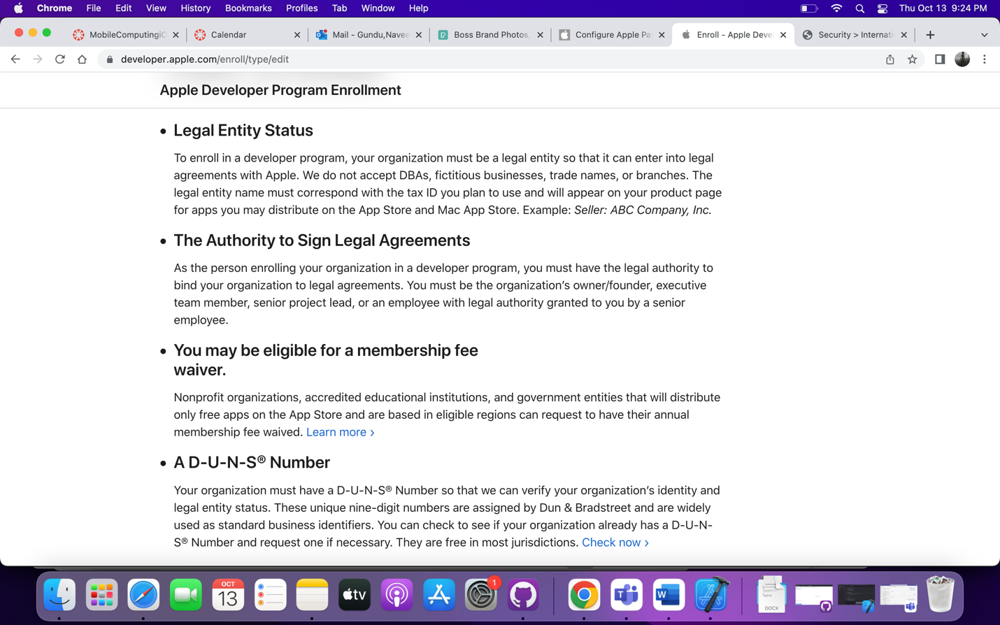 Chrome File Edit View History Bookmarks Profiles Tab Window Help Thu Oct 13 9:24 PM
MobileComputingiO Calendar Mail - Gundu,Navee Boss Brand Photos, Configure Apple Pa Enroll - Apple Devel Security > Internati
developer.apple.com/enroll/type/edit
Apple Developer Program Enrollment
• Legal Entity Status
To enroll in a developer program, your organization must be a legal entity so that it can enter into legal
agreements with Apple. We do not accept DBAs, fictitious businesses, trade names, or branches. The
legal entity name must correspond with the tax ID you plan to use and will appear on your product page
for apps you may distribute on the App Store and Mac App Store. Example: Seller: ABC Company, Inc.
• The Authority to Sign Legal Agreements
As the person enrolling your organization in a developer program, you must have the legal authority to
bind your organization to legal agreements. You must be the organization's owner/founder, executive
team member, senior project lead, or an employee with legal authority granted to you by a senior
employee.
• You may be eligible for a membership fee
waiver.
Nonprofit organizations, accredited educational institutions, and government entities that will distribute
only free apps on the App Store and are based in eligible regions can request to have their annual
membership fee waived. Learn more ›
• A D-U-N-S® Number
Your organization must have a D-U-N-S® Number so that we can verify your organization's identity and
legal entity status. These unique nine-digit numbers are assigned by Dun & Bradstreet and are widely
used as standard business identifiers. You can check to see if your organization already has a D-U-N-
S® Number and request one if necessary. They are free in most jurisdictions. Check now ›
OCT
13
tv
1
T
W
DOCX